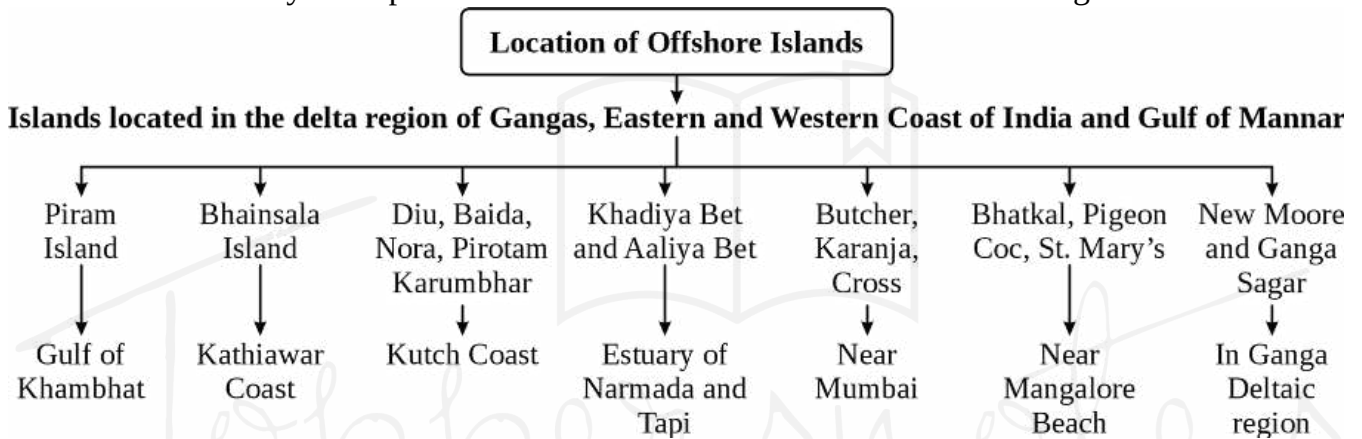 Location of Offshore Islands
Islands located in the delta region of Gangas, Eastern and Western Coast of India and Gulf of Mannar
Piram
Island
Gulf of
Khambhat
Bhainsala
Island
Kathiawar
Coast
Diu, Baida,
Nora, Pirotam
Karumbhar
Kutch Coast
Khadiya Bet
and Aaliya Bet
Estuary of
Narmada and
Tapi
Butcher,
Karanja,
Cross
Near
Mumbai
Bhatkal, Pigeon
Coc, St. Mary's
Near
Mangalore
Beach
New Moore
and Ganga
Sagar
In Ganga
Deltaic
region